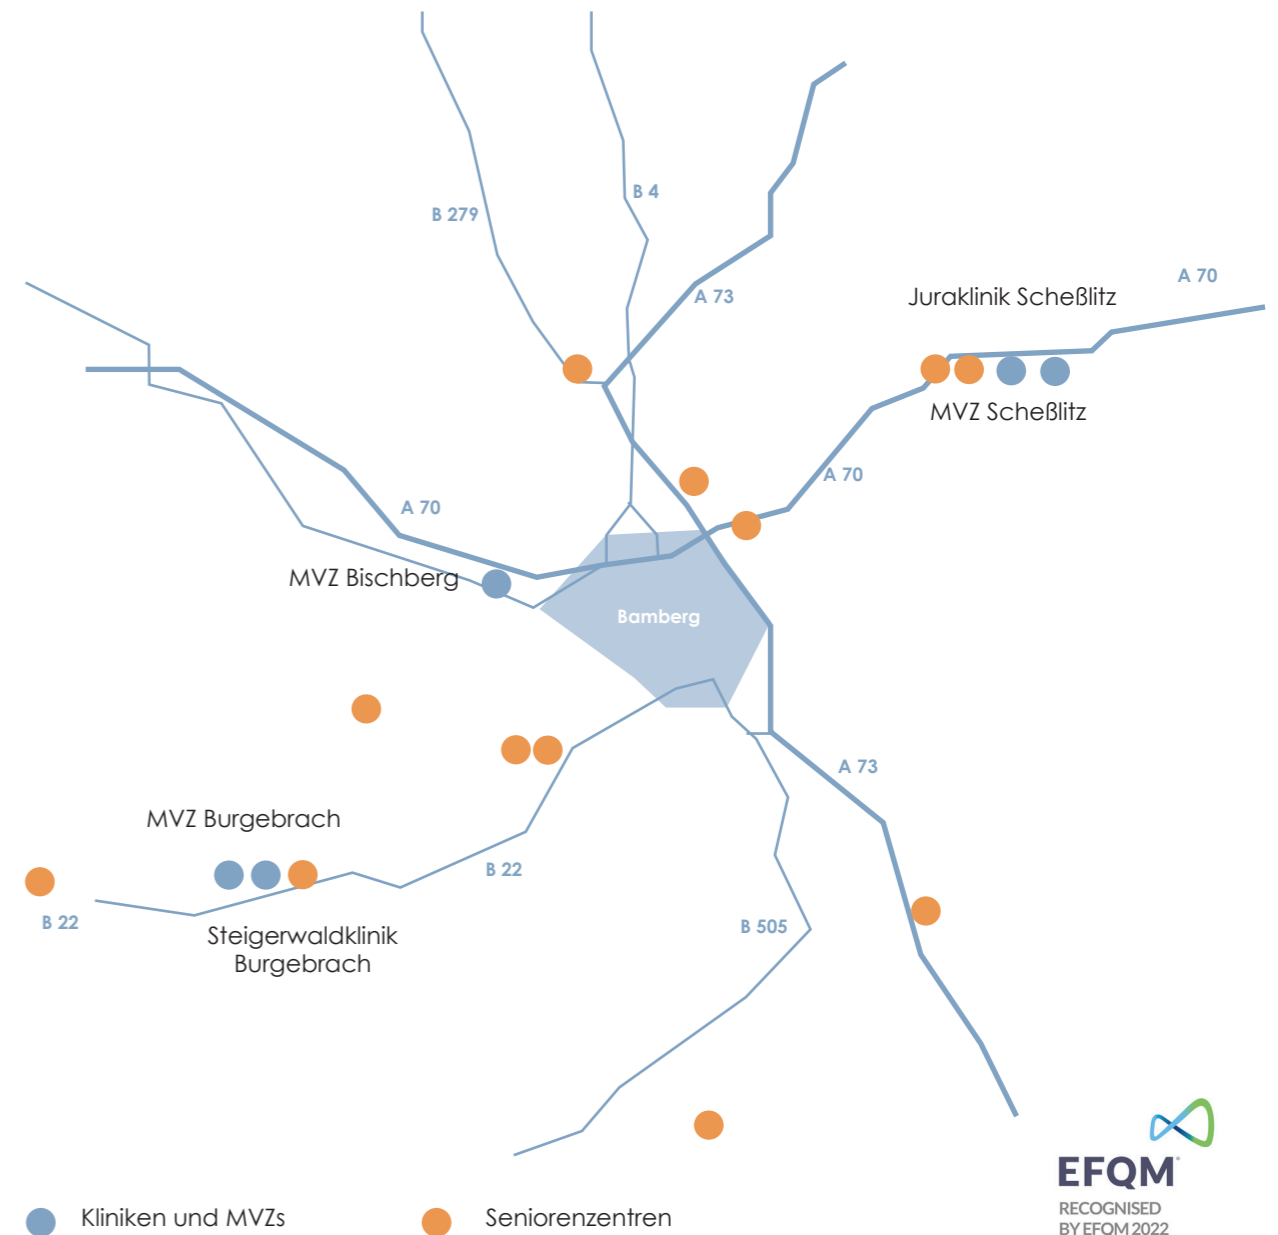 B 4
B 279
A 70
Juraklinik Scheßlitz
A 73
MVZ Scheßlitz
A 70
A 70
MVZ Bischberg
Bamberg
A 73
MVZ Burgebrach
B 22
B 22
B 505
Steigerwaldklinik
Burgebrach
EFQM
RECOGNISED
BY EFQM 2022
Kliniken und MVZs
Seniorenzentren